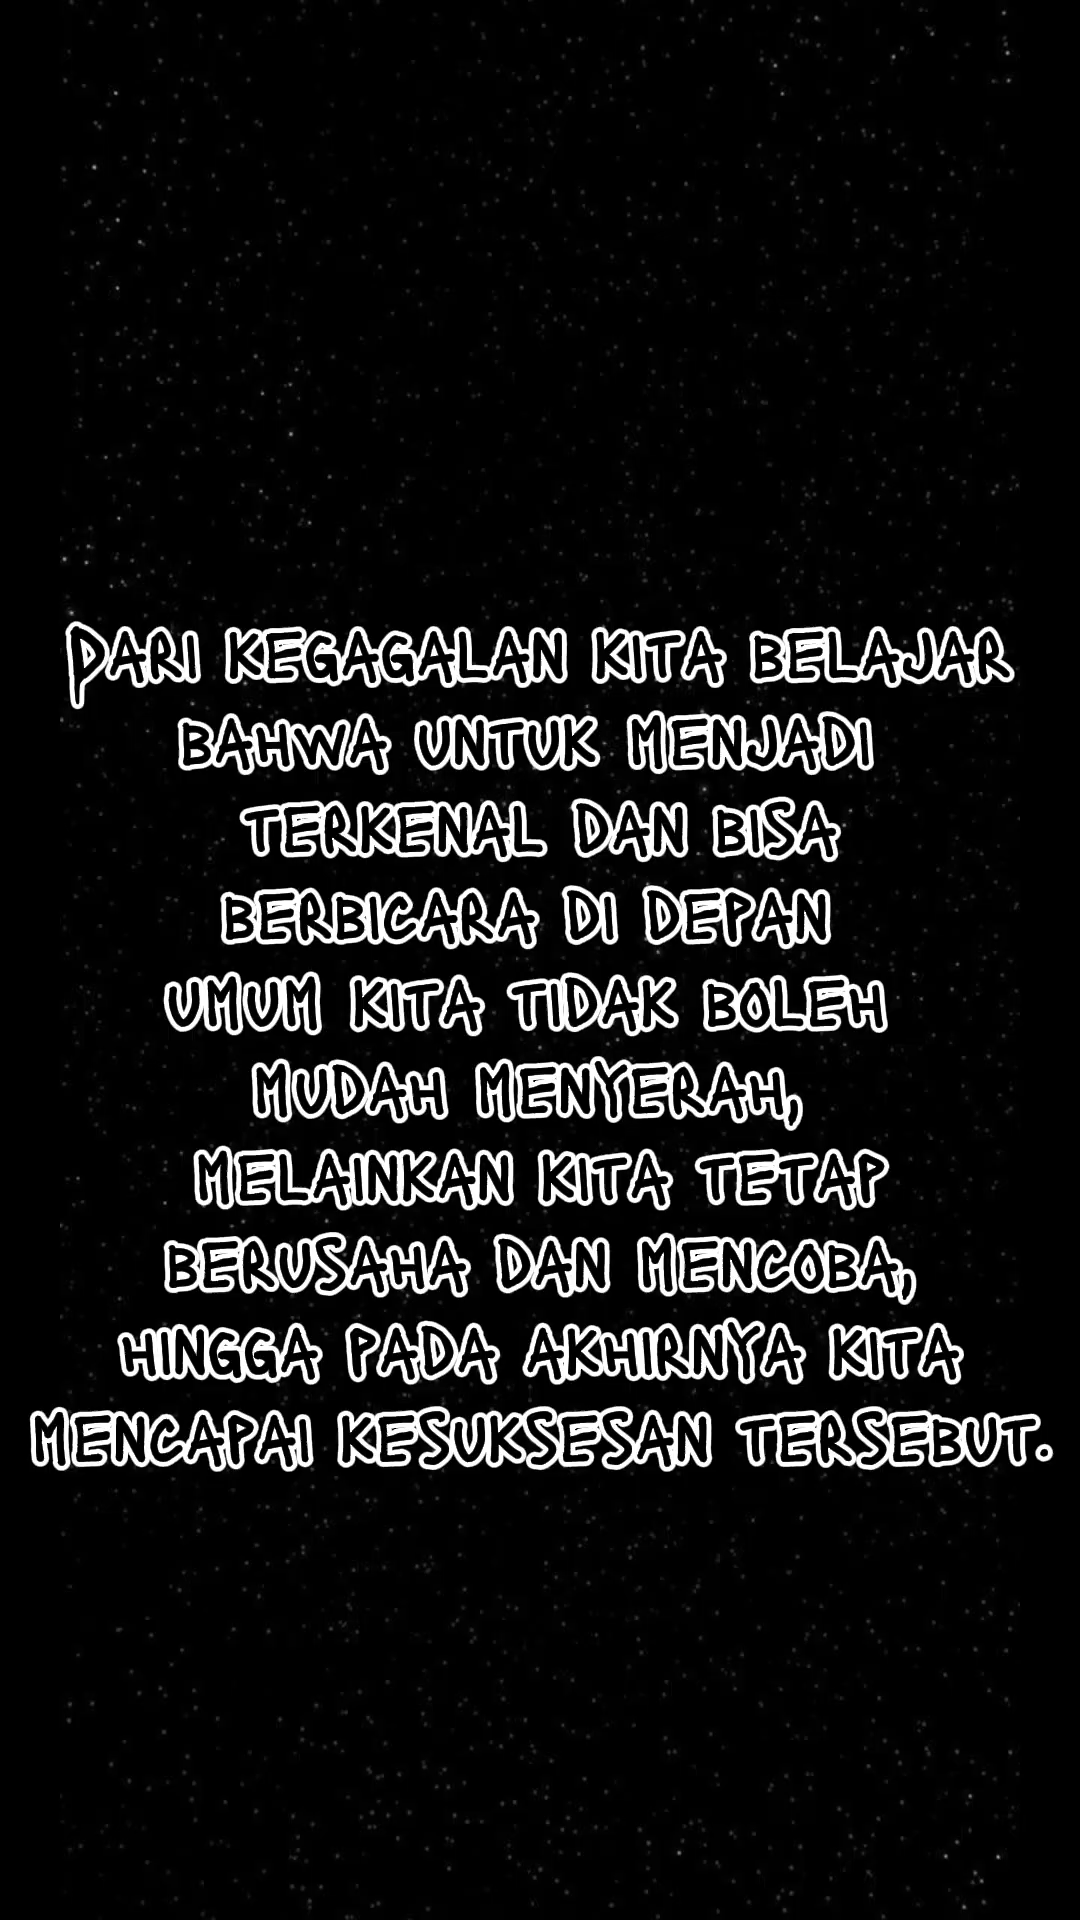 DARI KEGAGALAN KITA BELAJAR
BAHWA UNTUK MENJADI
TERKENAL DAN BISA
BERBICARA DI DEPAN
UMUM KITA TIDAK BOLEH
MUDAH MENYERAH,
MELAINKAN KITA TETAP
BERUSAHA DAN MENCOBA,
HINGGA PADA AKHIRNYA KITA
MENCAPAI KESUKSESAN TERSEBUT.